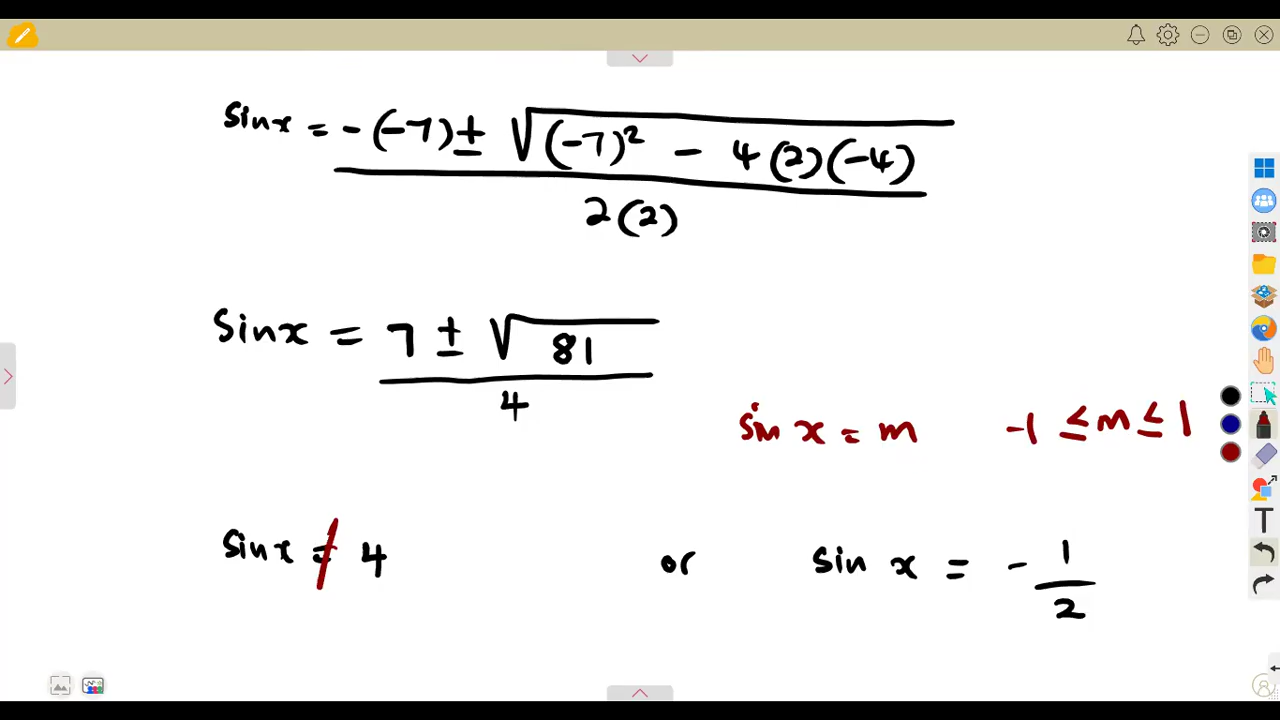 sinx = -(-7) ± √(-7)² - 4(2)(-4)
2(2)
sinx = 7 ± √81
4
sin x = m -1 ≤ m ≤ 1
sinx ≠ 4 or sin x = - 1
2
T